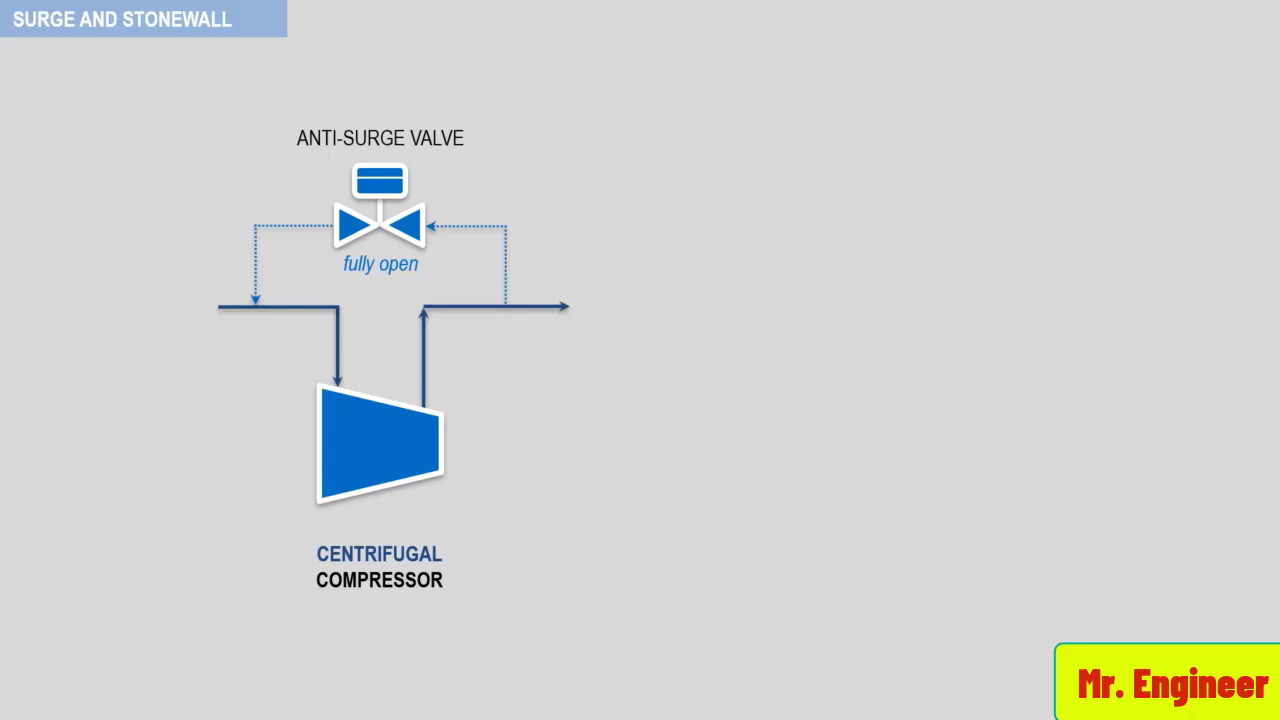 SURGE AND STONEWALL
ANTI-SURGE VALVE
fully open
CENTRIFUGAL
COMPRESSOR
Mr. Engineer